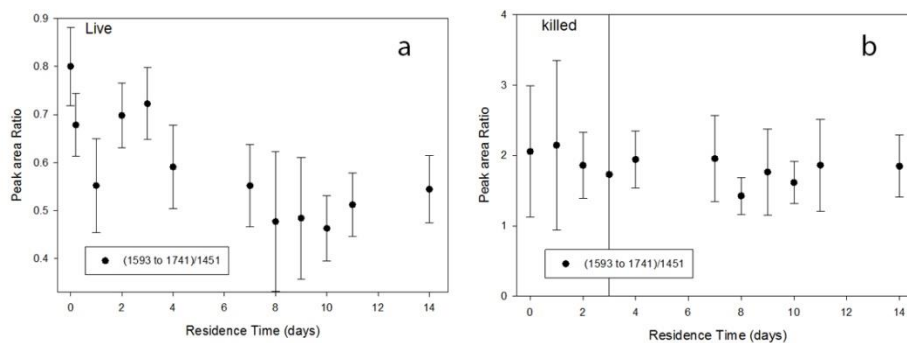 Live
a
0.9
0.8
0.7
0.6
0.5
0.4
Peak area Ratio
(1593 to 1741)/1451
0 2 4 6 8 10 12 14
Residence Time (days)
killed
b
4
3
2
1
0
Peak area Ratio
(1593 to 1741)/1451
0 2 4 6 8 10 12 14
Residence Time (days)